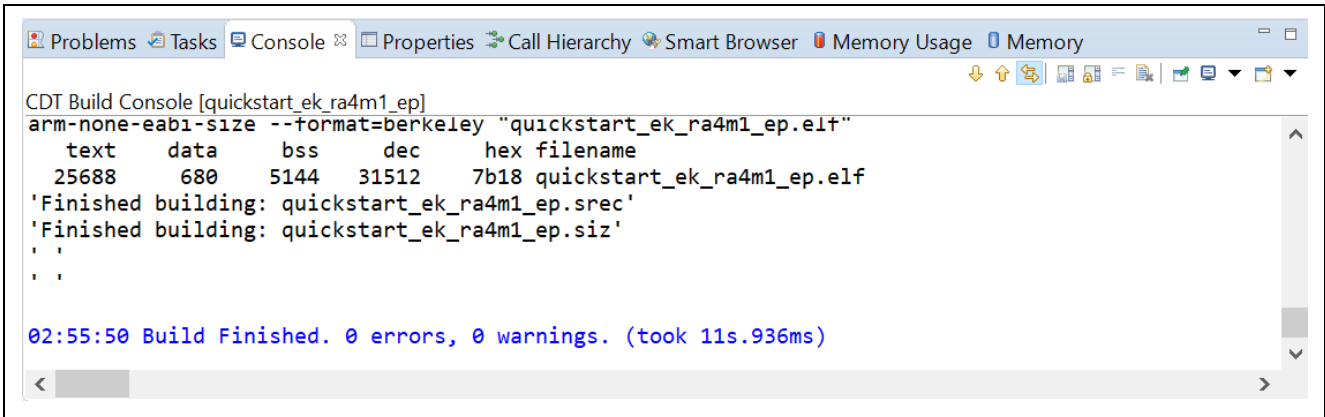 Problems Tasks Console Properties Call Hierarchy Smart Browser Memory Usage Memory
CDT Build Console [quickstart_ek_ra4m1_ep]
arm-none-eabi-size --format=berkeley "quickstart_ek_ra4m1_ep.elf"
   text    data     bss     dec     hex filename
  25688     680    5144   31512    7b18 quickstart_ek_ra4m1_ep.elf
'Finished building: quickstart_ek_ra4m1_ep.srec'
'Finished building: quickstart_ek_ra4m1_ep.siz'
' '
' '
02:55:50 Build Finished. 0 errors, 0 warnings. (took 11s.936ms)